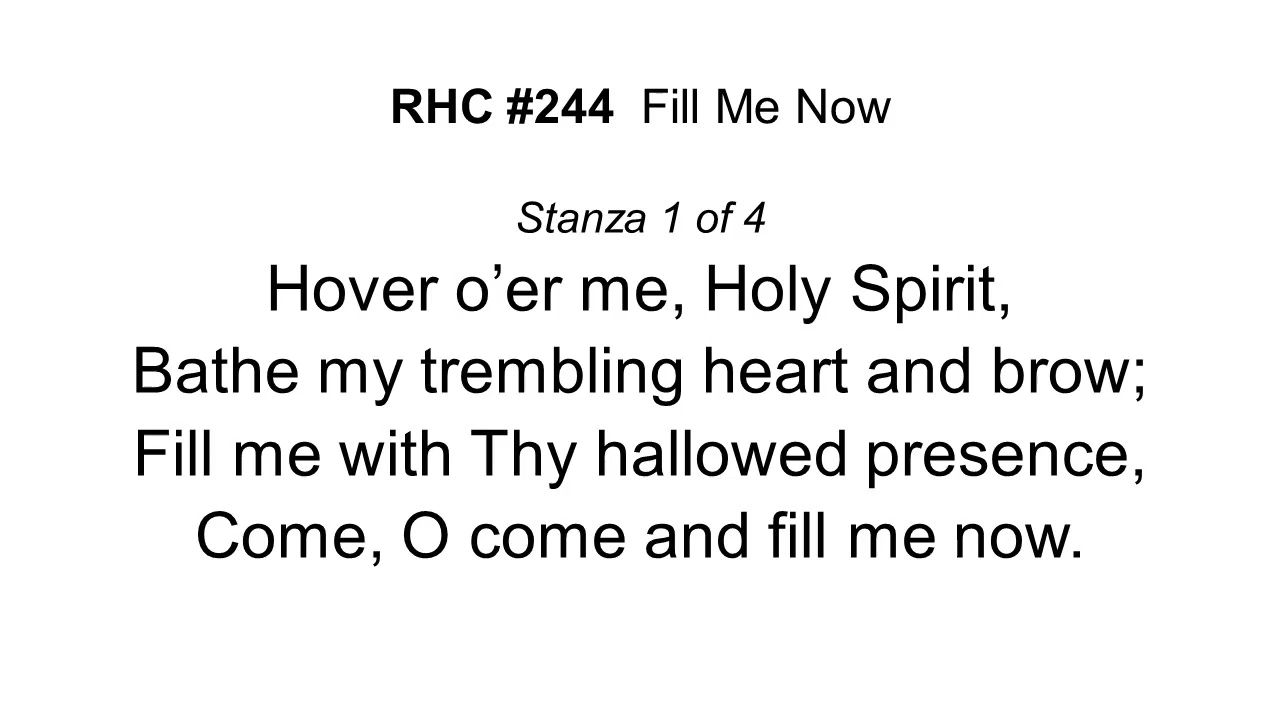 RHC #244  Fill Me Now
Stanza 1 of 4
Hover o’er me, Holy Spirit,
Bathe my trembling heart and brow;
Fill me with Thy hallowed presence,
Come, O come and fill me now.